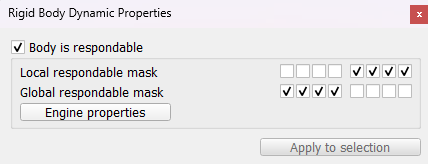 Rigid Body Dynamic Properties
Body is respondable
Local respondable mask
Global respondable mask
Engine properties
Apply to selection